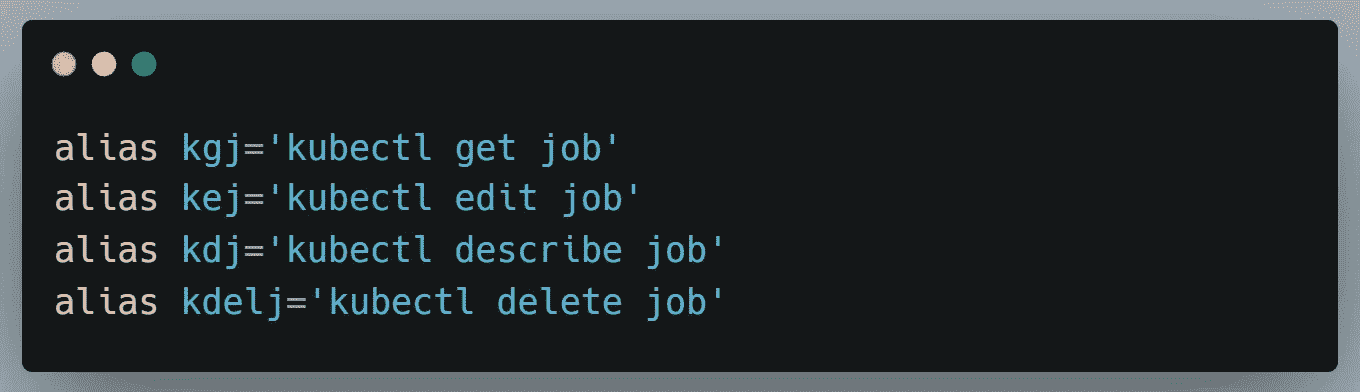 alias kgj='kubectl get job'
alias kej='kubectl edit job'
alias kdj='kubectl describe job'
alias kdelj='kubectl delete job'